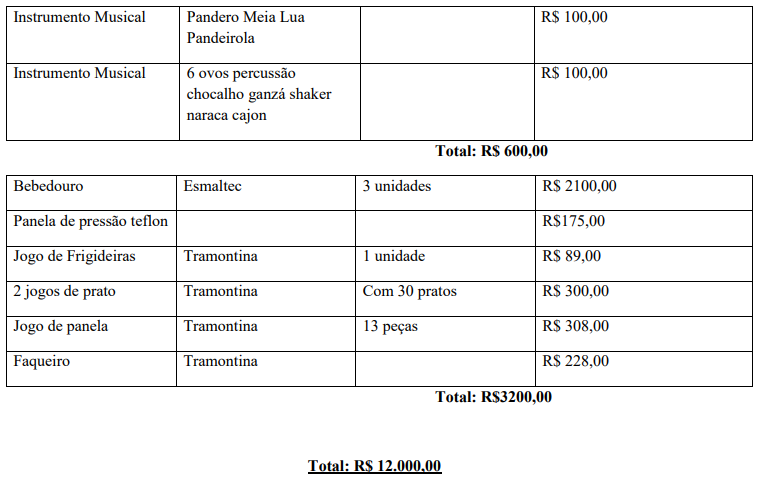 Instrumento Musical Pandero Meia Lua R$ 100,00
Pandeirola
Instrumento Musical 6 ovos percussão R$ 100,00
chocalho ganzá shaker
naraca cajon
Total: R$ 600,00
Bebedouro Esmaltec 3 unidades R$ 2100,00
Panela de pressão teflon R$175,00
Jogo de Frigideiras Tramontina 1 unidade R$ 89,00
2 jogos de prato Tramontina Com 30 pratos R$ 300,00
Jogo de panela Tramontina 13 peças R$ 308,00
Faqueiro Tramontina R$ 228,00
Total: R$3200,00
Total: R$ 12.000,00